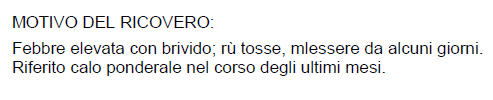 MOTIVO DEL RICOVERO:
Febbre elevata con brivido; rù tosse, mlessere da alcuni giorni.
Riferito calo ponderale nel corso degli ultimi mesi.